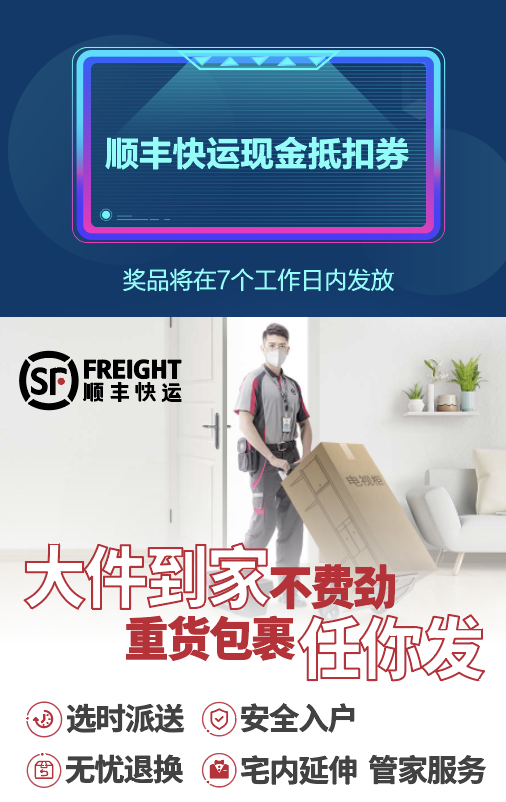 顺丰快运现金抵扣券
奖品将在7个工作日内发放
SF FREIGHT
顺丰快运
电视柜
大件到家不费劲
重货包裹任你发
选时派送 安全入户
无忧退换 宅内延伸 管家服务